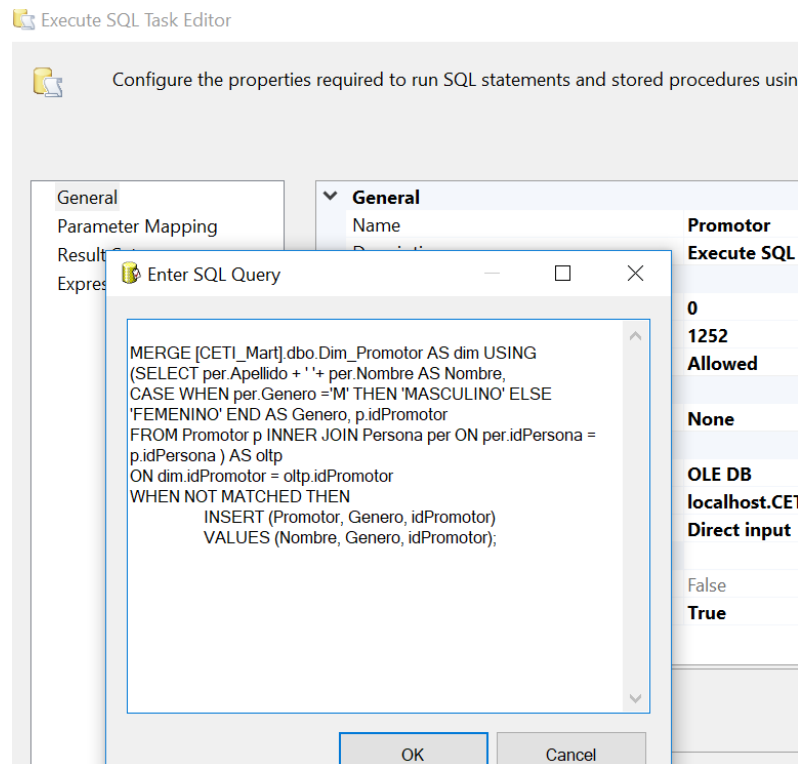 Execute SQL Task Editor
Configure the properties required to run SQL statements and stored procedures usin
General
Parameter Mapping
Result
Expres
General
Name Promotor
Execute SQL
0
1252
Allowed
None
OLE DB
localhost.CET
Direct input
False
True
Enter SQL Query
MERGE [CETI_Mart].dbo.Dim_Promotor AS dim USING
(SELECT per.Apellido + ' '+ per.Nombre AS Nombre,
CASE WHEN per.Genero ='M' THEN 'MASCULINO' ELSE
'FEMENINO' END AS Genero, p.idPromotor
FROM Promotor p INNER JOIN Persona per ON per.idPersona =
p.idPersona ) AS oltp
ON dim.idPromotor = oltp.idPromotor
WHEN NOT MATCHED THEN
INSERT (Promotor, Genero, idPromotor)
VALUES (Nombre, Genero, idPromotor);
OK Cancel